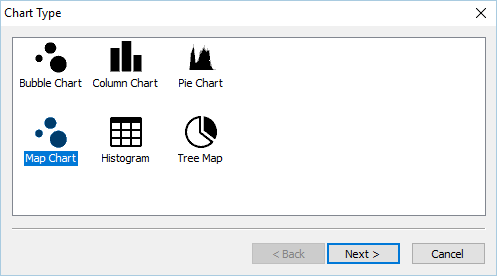 Chart Type
Bubble Chart Column Chart Pie Chart
Map Chart Histogram Tree Map
< Back Next > Cancel